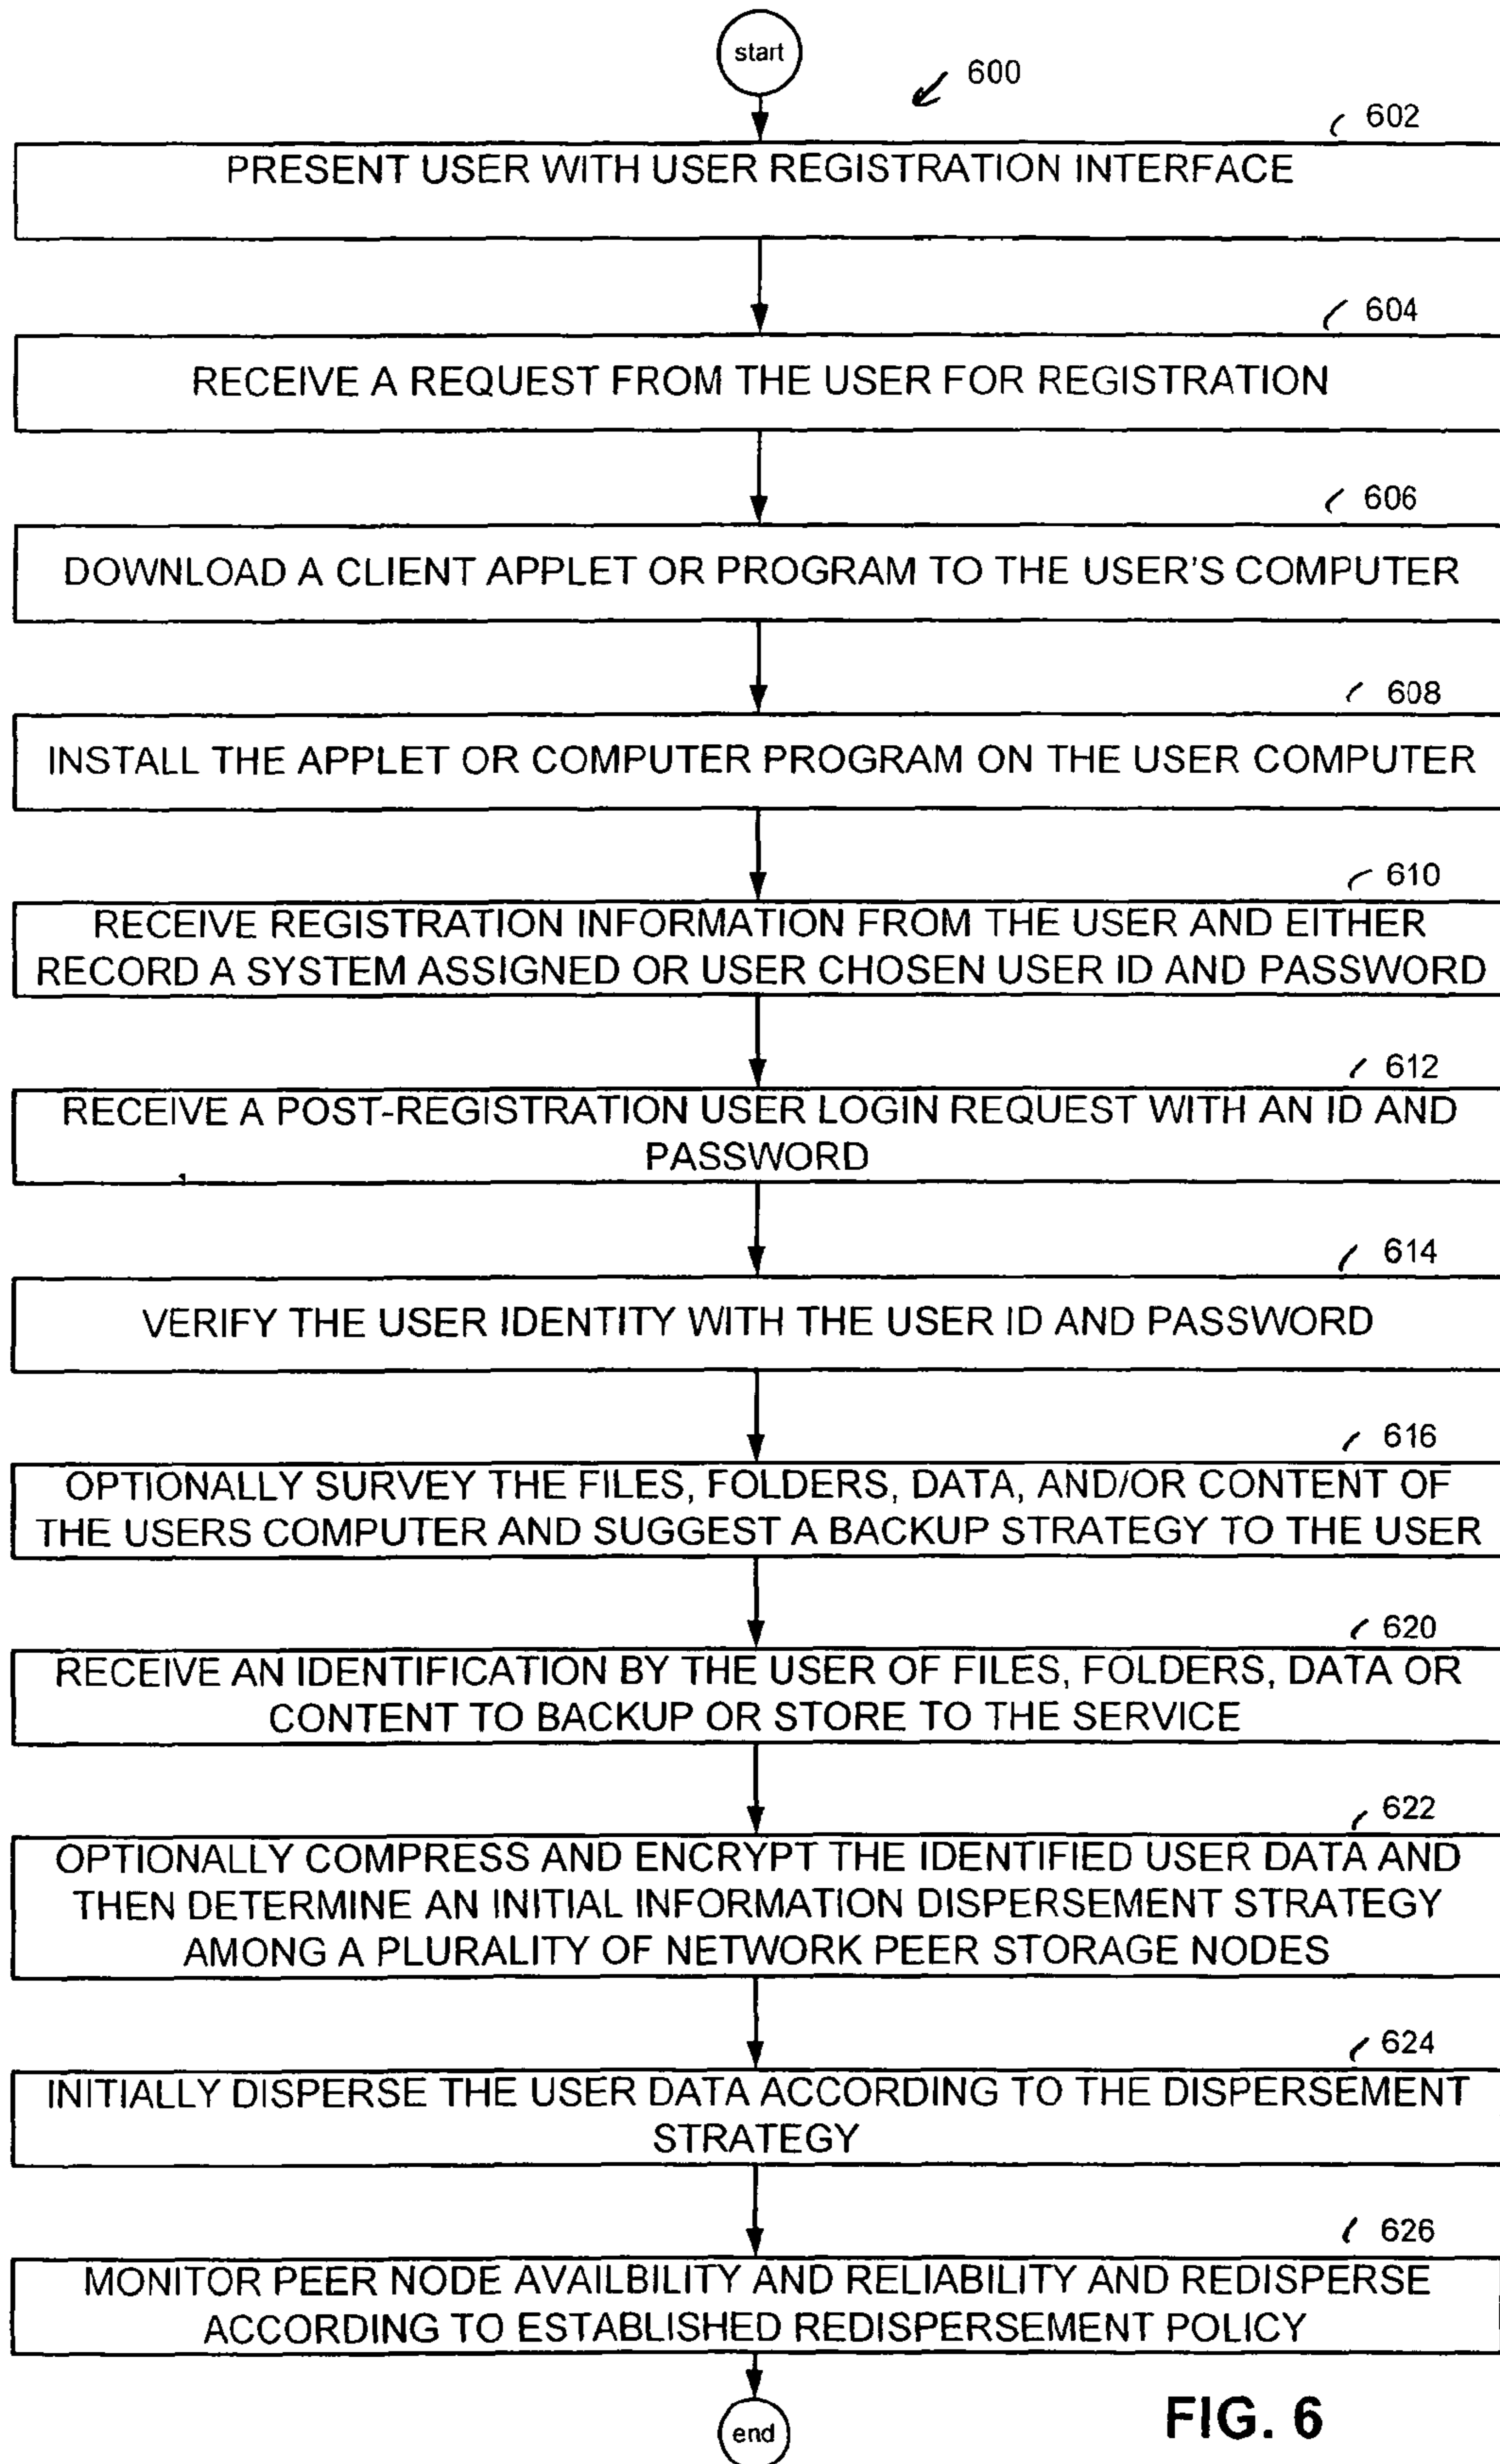 start
600
602
PRESENT USER WITH USER REGISTRATION INTERFACE
604
RECEIVE A REQUEST FROM THE USER FOR REGISTRATION
606
DOWNLOAD A CLIENT APPLET OR PROGRAM TO THE USER'S COMPUTER
608
INSTALL THE APPLET OR COMPUTER PROGRAM ON THE USER COMPUTER
610
RECEIVE REGISTRATION INFORMATION FROM THE USER AND EITHER
RECORD A SYSTEM ASSIGNED OR USER CHOSEN USER ID AND PASSWORD
612
RECEIVE A POST-REGISTRATION USER LOGIN REQUEST WITH AN ID AND
PASSWORD
614
VERIFY THE USER IDENTITY WITH THE USER ID AND PASSWORD
616
OPTIONALLY SURVEY THE FILES, FOLDERS, DATA, AND/OR CONTENT OF
THE USERS COMPUTER AND SUGGEST A BACKUP STRATEGY TO THE USER
620
RECEIVE AN IDENTIFICATION BY THE USER OF FILES, FOLDERS, DATA OR
CONTENT TO BACKUP OR STORE TO THE SERVICE
622
OPTIONALLY COMPRESS AND ENCRYPT THE IDENTIFIED USER DATA AND
THEN DETERMINE AN INITIAL INFORMATION DISPERSEMENT STRATEGY
AMONG A PLURALITY OF NETWORK PEER STORAGE NODES
624
INITIALLY DISPERSE THE USER DATA ACCORDING TO THE DISPERSEMENT
STRATEGY
626
MONITOR PEER NODE AVAILBILITY AND RELIABILITY AND REDISPERSE
ACCORDING TO ESTABLISHED REDISPERSEMENT POLICY
end
FIG. 6